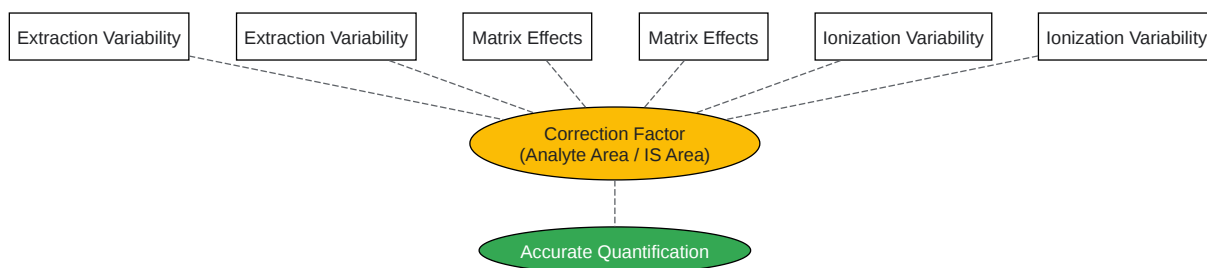 Extraction Variability
Extraction Variability
Matrix Effects
Matrix Effects
Ionization Variability
Ionization Variability
Correction Factor
(Analyte Area / IS Area)
Accurate Quantification